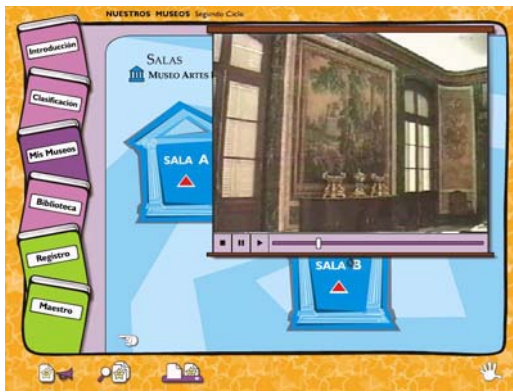 NUESTROS MUSEOS Segundo Ciclo
Introducción
Clasificación
Mis Museos
Biblioteca
Registro
Maestro
SALAS
MUSEO ARTES
SALA A
SALA B